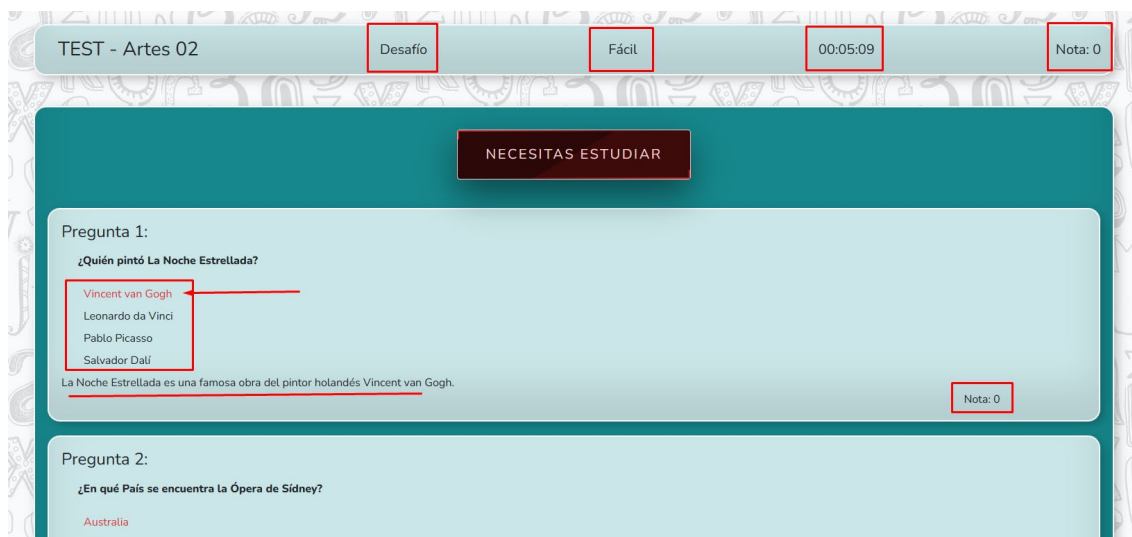 TEST - Artes 02 Desafío Fácil 00:05:09 Nota: 0
NECESITAS ESTUDIAR
Pregunta 1:
¿Quién pintó La Noche Estrellada?
Vincent van Gogh
Leonardo da Vinci
Pablo Picasso
Salvador Dalí
La Noche Estrellada es una famosa obra del pintor holandés Vincent van Gogh.
Nota: 0
Pregunta 2:
¿En qué País se encuentra la Ópera de Sídney?
Australia